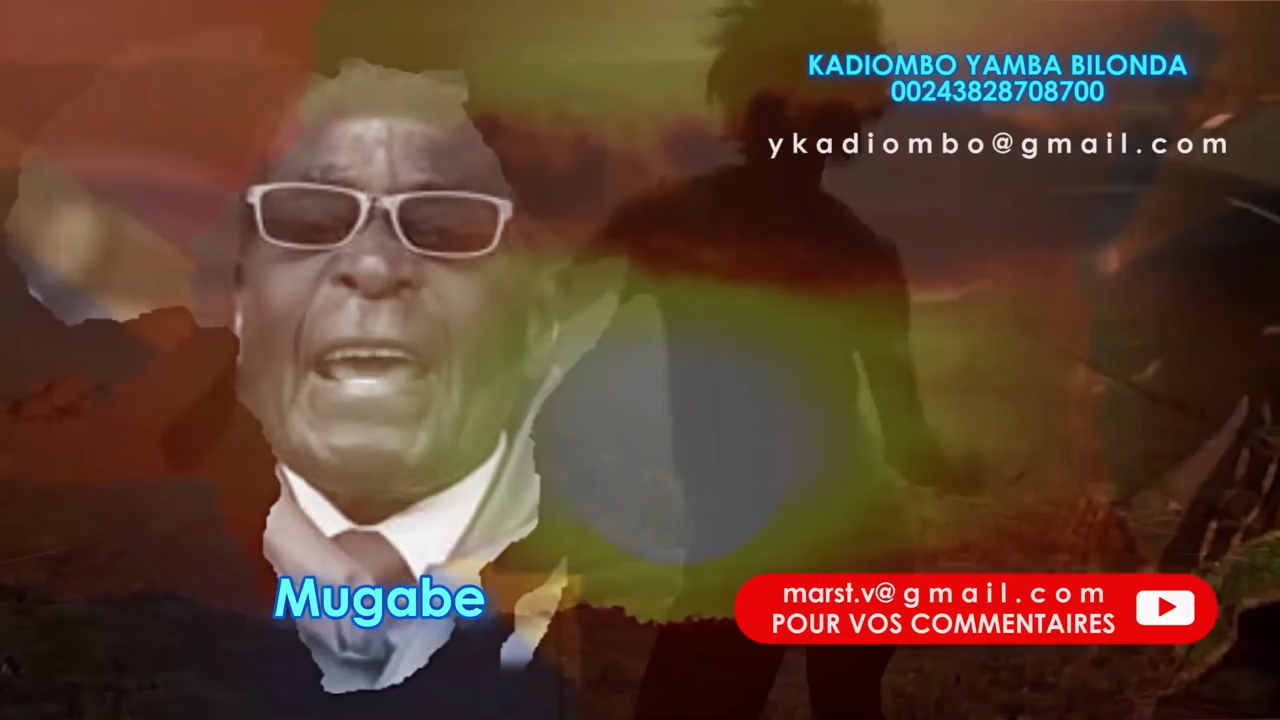 KADIOMBO YAMBA BILONDA
00243828708700
ykadiombo@gmail.com
Mugabe
marst.v@gmail.com
POUR VOS COMMENTAIRES